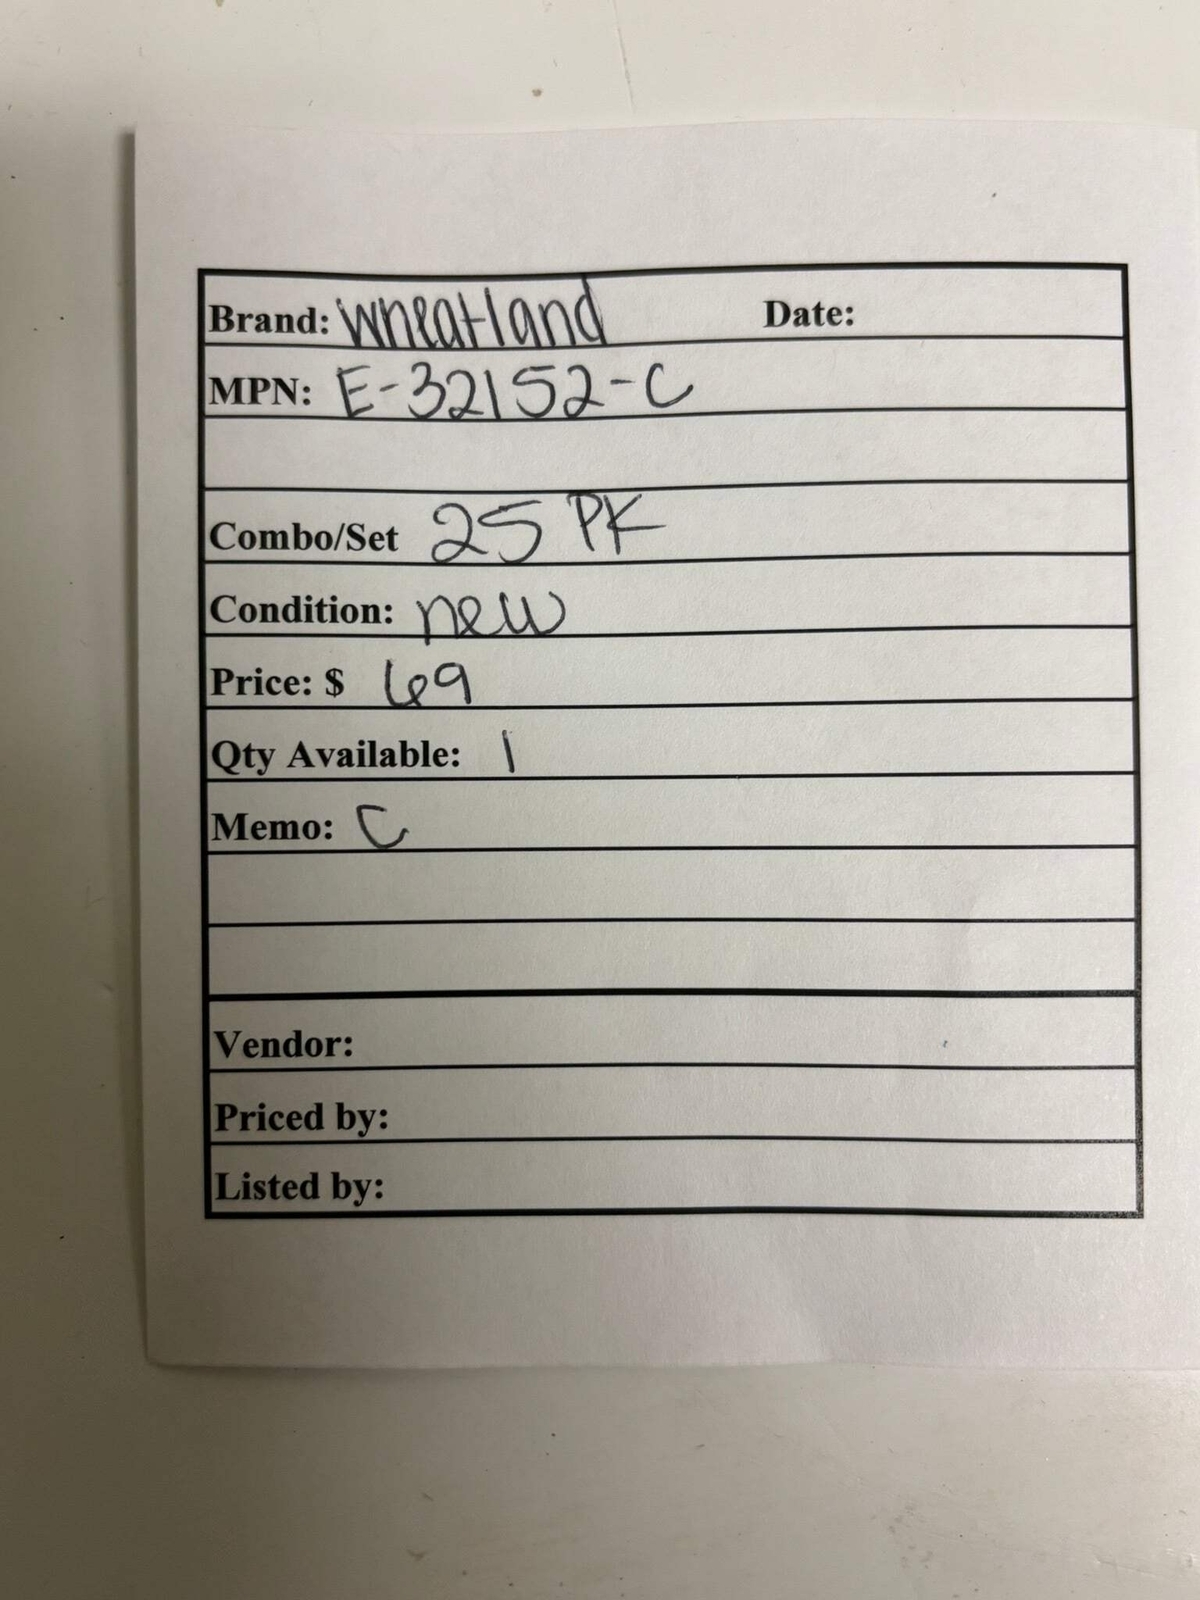 Brand: Wheatland Date:
MPN: E-32152-C
Combo/Set 25 PK
Condition: new
Price: $ 69
Qty Available: 1
Memo: C
Vendor:
Priced by:
Listed by: